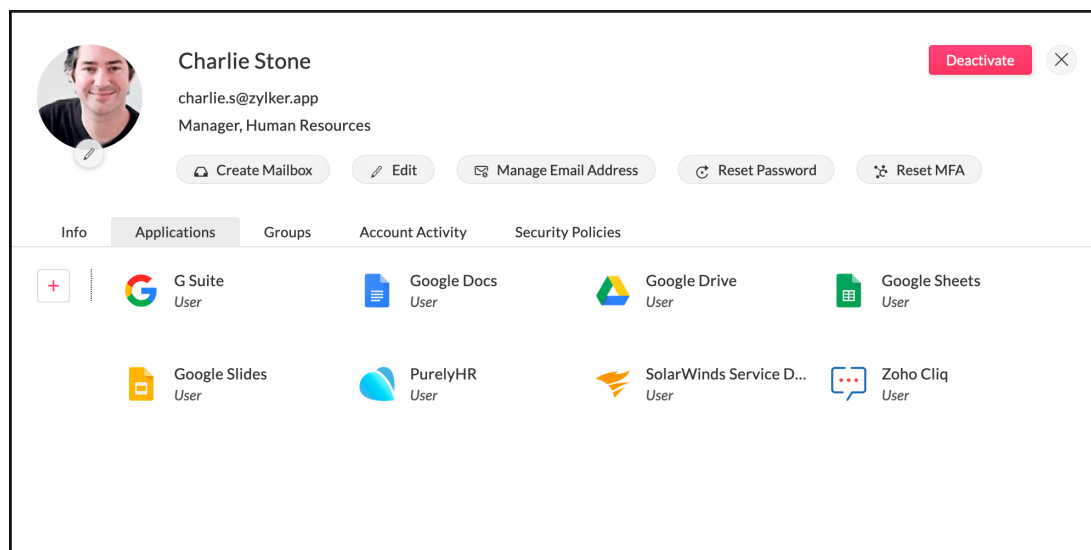 Charlie Stone
Deactivate
charlie.s@zylker.app
Manager, Human Resources
Create Mailbox
Edit
Manage Email Address
Reset Password
Reset MFA
Info
Applications
Groups
Account Activity
Security Policies
G Suite
User
Google Docs
User
Google Drive
User
Google Sheets
User
Google Slides
User
PurelyHR
User
SolarWinds Service D...
User
Zoho Cliq
User